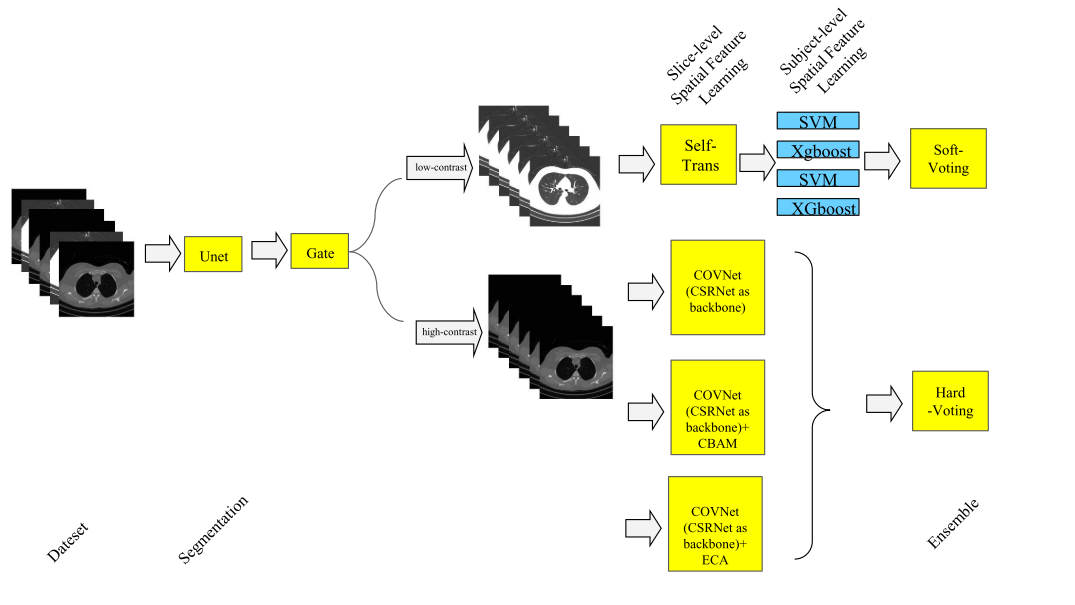 Slice-level
Spatial Feature
Learning
Subject-level
Spatial Feature
Learning
low-contrast
Self-
Trans
SVM
Xgboost
SVM
XGboost
Soft-
Voting
Unet
Gate
high-contrast
COVNet
(CSRNet as
backbone)
COVNet
(CSRNet as
backbone)+
CBAM
COVNet
(CSRNet as
backbone)+
ECA
Hard
-Voting
Dateset
Segmentation
Ensemble